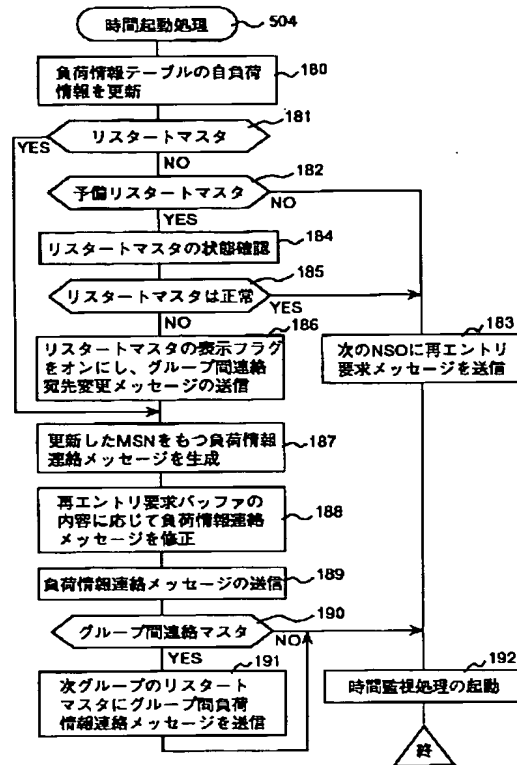 時間起動処理
504
負荷情報テーブルの自負荷
情報を更新
180
リスタートマスタ
181
YES
NO
予備リスタートマスタ
182
NO
YES
リスタートマスタの状態確認
184
リスタートマスタは正常
185
YES
NO
186
リスタートマスタの表示フラグ
をオンにし、グループ間連絡
宛先変更メッセージの送信
183
次のNSOに再エントリ
要求メッセージを送信
更新したMSNをもつ負荷情報
連絡メッセージを生成
187
再エントリ要求バッファの
内容に応じて負荷情報連絡
メッセージを修正
188
負荷情報連絡メッセージの送信
189
グループ間連絡マスタ
190
NO
YES
191
次グループのリスタート
マスタにグループ間負荷
情報連絡メッセージを送信
192
時間監視処理の起動
終